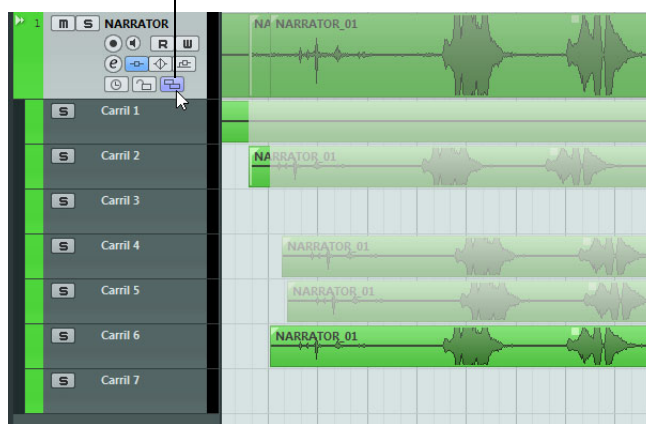 1 m S NARRATOR
R W
e
NA NARRATOR_01
S Carril 1
S Carril 2
NARRATOR_01
S Carril 3
S Carril 4
NARRATOR_01
S Carril 5
NARRATOR_01
S Carril 6
NARRATOR_01
S Carril 7